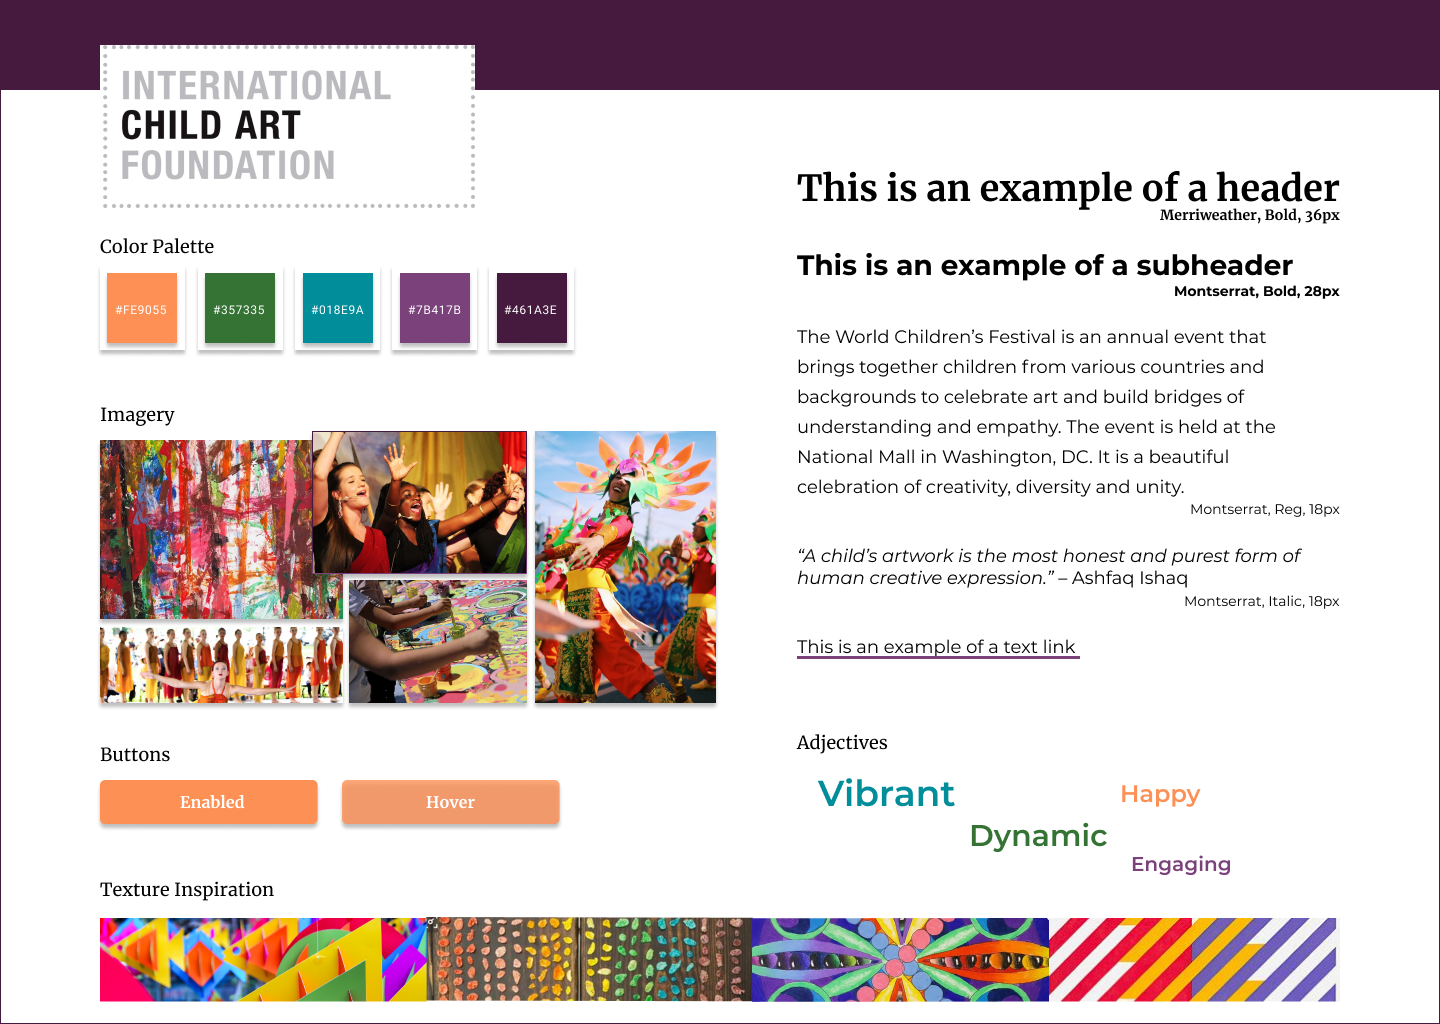 INTERNATIONAL
CHILD ART
FOUNDATION
Color Palette
#FE9055
#357335
#018E9A
#7B417B
#461A3E
Imagery
Buttons
Enabled
Hover
Texture Inspiration
This is an example of a header
Merriweather, Bold, 36px
This is an example of a subheader
Montserrat, Bold, 28px
The World Children’s Festival is an annual event that
brings together children from various countries and
backgrounds to celebrate art and build bridges of
understanding and empathy. The event is held at the
National Mall in Washington, DC. It is a beautiful
celebration of creativity, diversity and unity.
Montserrat, Reg, 18px
“A child’s artwork is the most honest and purest form of
human creative expression.” – Ashfaq Ishaq
Montserrat, Italic, 18px
This is an example of a text link
Adjectives
Vibrant
Happy
Dynamic
Engaging